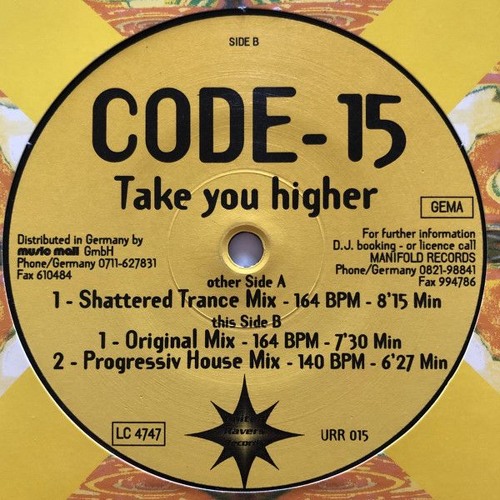 SIDE B
CODE - 15
Take you higher
GEMA
Distributed in Germany by
music mail GmbH
Phone/Germany 0711-627831
Fax 610484
For further information
D.J. booking - or licence call
MANIFOLD RECORDS
Phone/Germany 0821-98841
Fax 994786
other Side A
1 - Shattered Trance Mix - 164 BPM - 8'15 Min
this Side B
1 - Original Mix - 164 BPM - 7'30 Min
2 - Progressiv House Mix - 140 BPM - 6'27 Min
LC 4747
Ravers
Records
URR 015